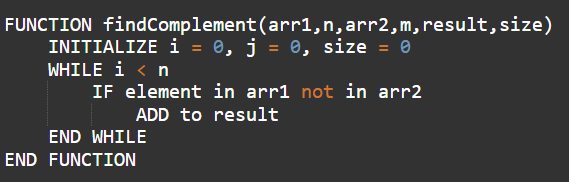 FUNCTION findComplement(arr1,n,arr2,m,result,size)
    INITIALIZE i = 0, j = 0, size = 0
    WHILE i < n
        IF element in arr1 not in arr2
            ADD to result
    END WHILE
END FUNCTION